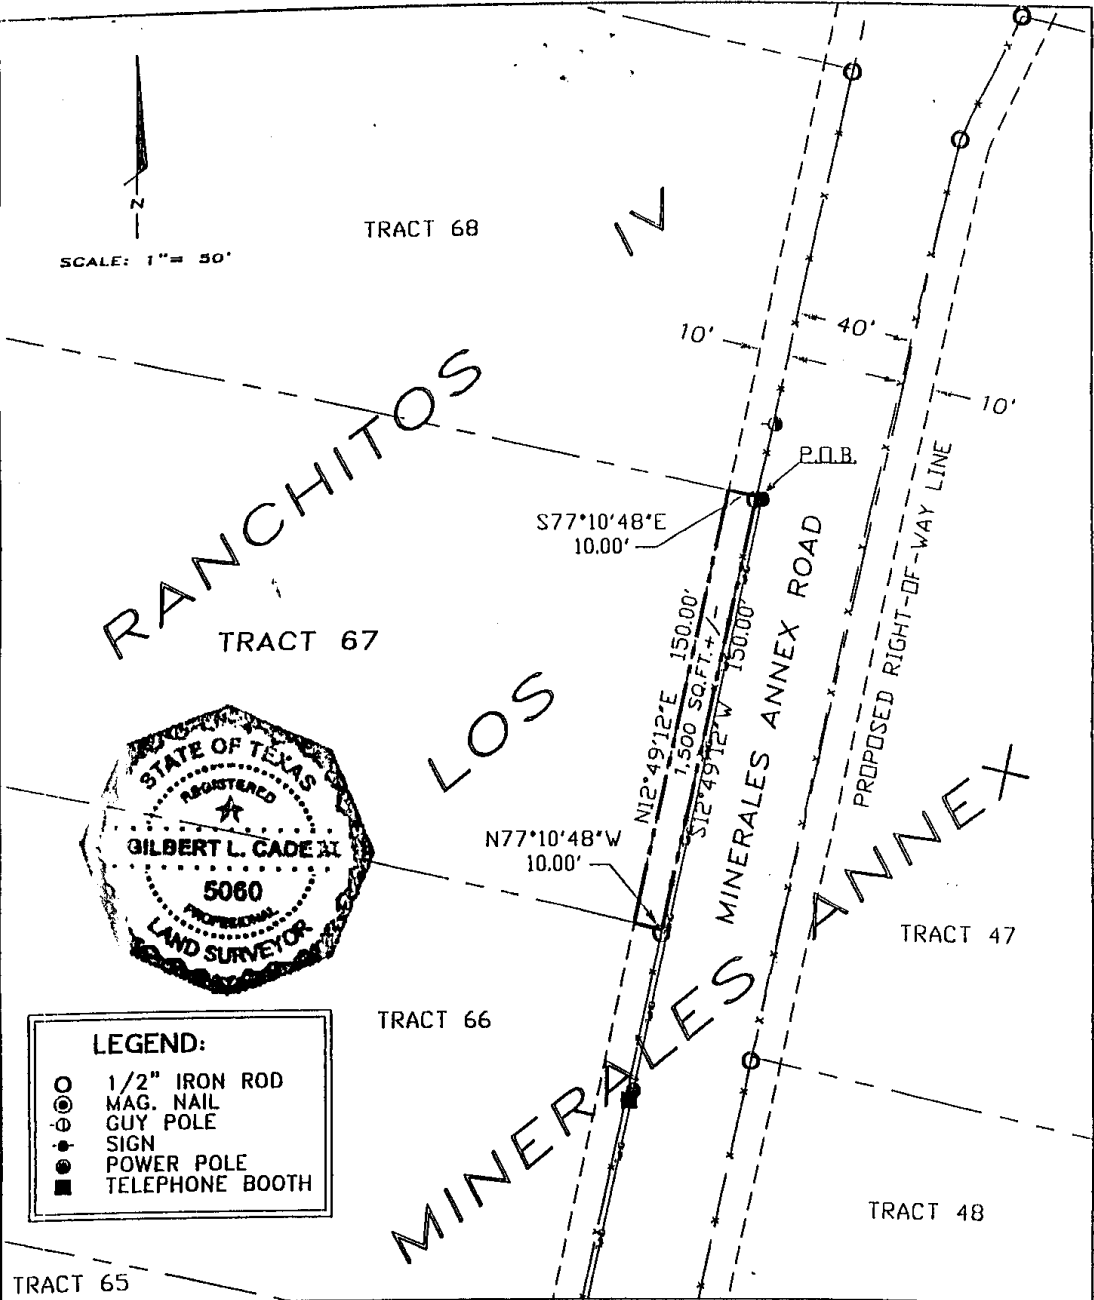 N
SCALE: 1"= 50'
TRACT 68
IV
10'
40'
10'
RANCHITOS
P.O.B.
S77°10'48"E
10.00'
PROPOSED RIGHT-OF-WAY LINE
MINERALES ANNEX ROAD
N12°49'12"E 150.00'
1,500 SQ.FT.+/-
S12°49'12"W 150.00'
TRACT 67
LOS
STATE OF TEXAS
REGISTERED
GILBERT L. CADE
5060
PROFESSIONAL
LAND SURVEYOR
N77°10'48"W
10.00'
MINERALES ANNEX
TRACT 47
TRACT 66
LEGEND:
1/2" IRON ROD
MAG. NAIL
GUY POLE
SIGN
POWER POLE
TELEPHONE BOOTH
TRACT 48
TRACT 65